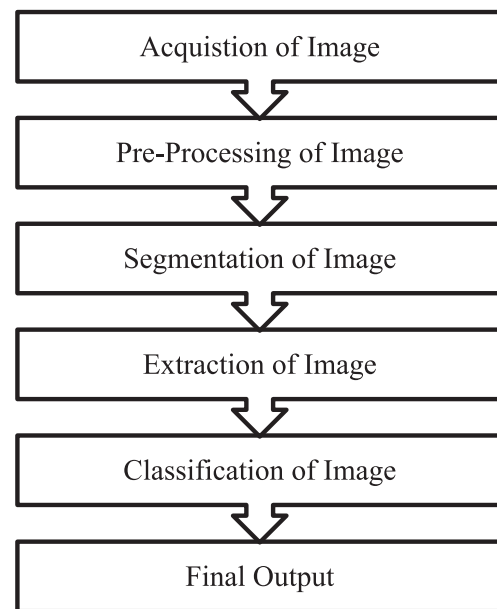 Acquistion of Image
Pre-Processing of Image
Segmentation of Image
Extraction of Image
Classification of Image
Final Output